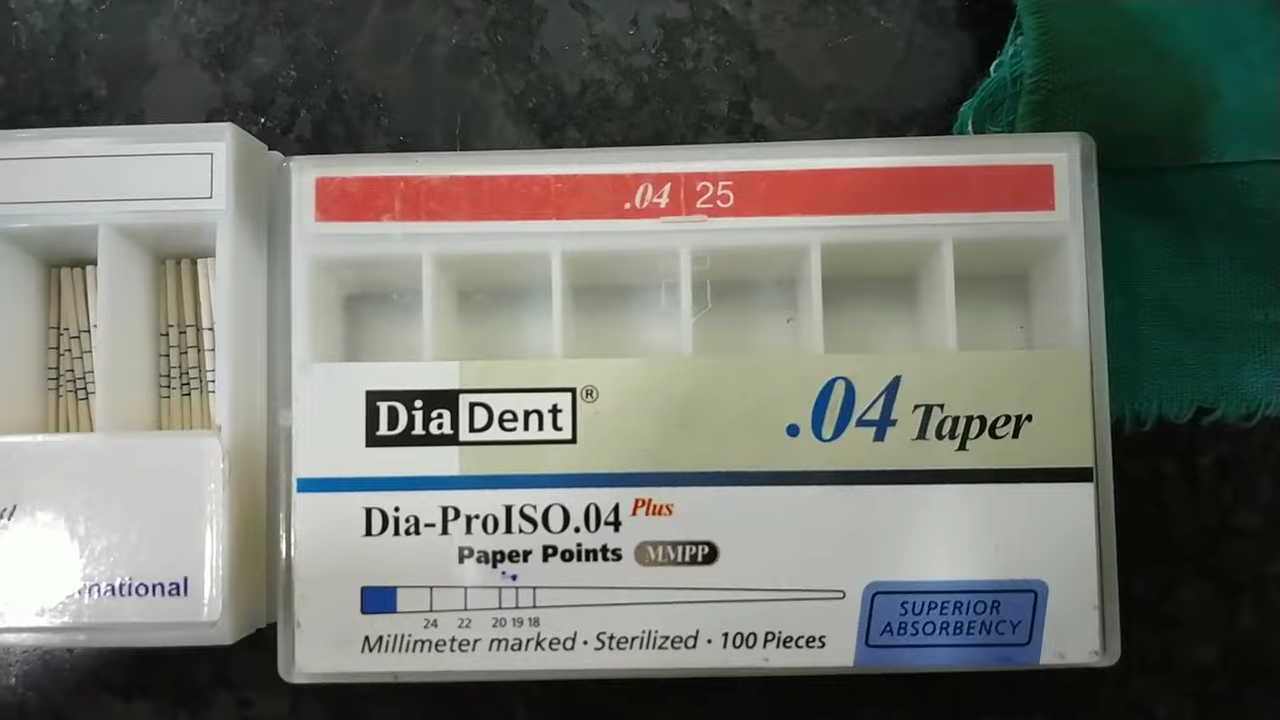 .04 25
DiaDent®
.04 Taper
Dia-ProISO.04 Plus
Paper Points MMPP
24 22 20 19 18
Millimeter marked · Sterilized · 100 Pieces
SUPERIOR
ABSORBENCY